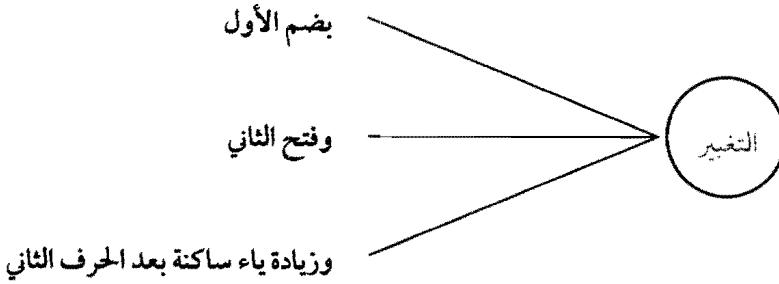 بضم الأول
التغيير
وفتح الثاني
وزيادة ياء ساكنة بعد الحرف الثاني